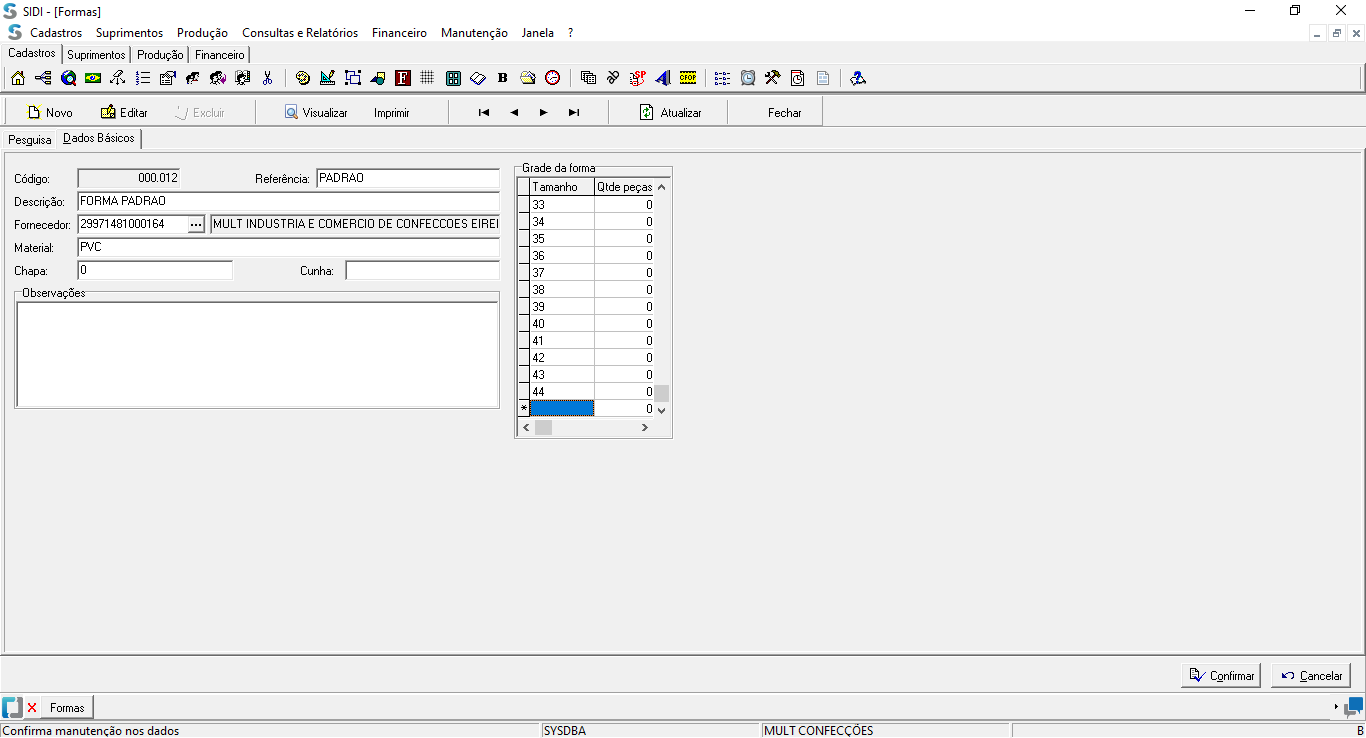 SIDI - [Formas]
Cadastros Suprimentos Produção Consultas e Relatórios Financeiro Manutenção Janela ?
Cadastros Suprimentos Produção Financeiro
F B SP CFOP
Novo Editar Excluir Visualizar Imprimir Atualizar Fechar
Pesquisa Dados Básicos
Código: 000.012 Referência: PADRAO
Descrição: FORMA PADRAO
Fornecedor: 29971481000164 ... MULT INDUSTRIA E COMERCIO DE CONFECCOES EIREI
Material: PVC
Chapa: 0 Cunha:
Observações
Grade da forma
Tamanho Qtde peças
33 0
34 0
35 0
36 0
37 0
38 0
39 0
40 0
41 0
42 0
43 0
44 0
* 0
Confirmar Cancelar
Formas
Confirma manutenção nos dados SYSDBA MULT CONFECÇÕES B